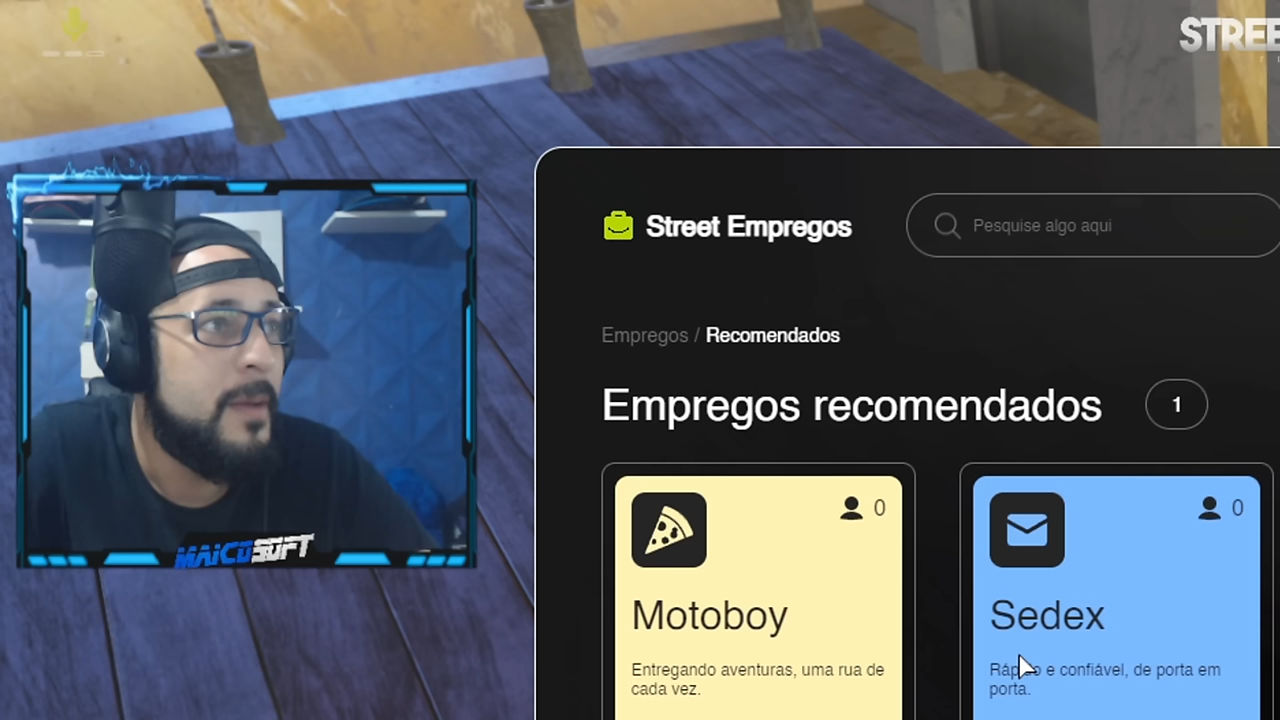 STREE
Street Empregos
Pesquise algo aqui
Empregos / Recomendados
Empregos recomendados
1
0
Motoboy
Entregando aventuras, uma rua de
cada vez.
0
Sedex
Rápido e confiável, de porta em
porta.
MAICOSOFT